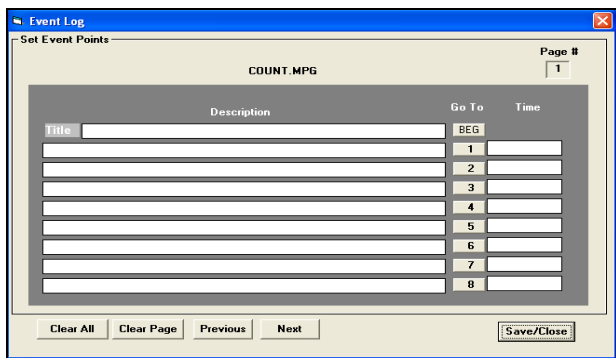 Event Log
Set Event Points
Page #
COUNT.MPG
1
Description Go To Time
Title BEG
1
2
3
4
5
6
7
8
Clear All Clear Page Previous Next Save/Close